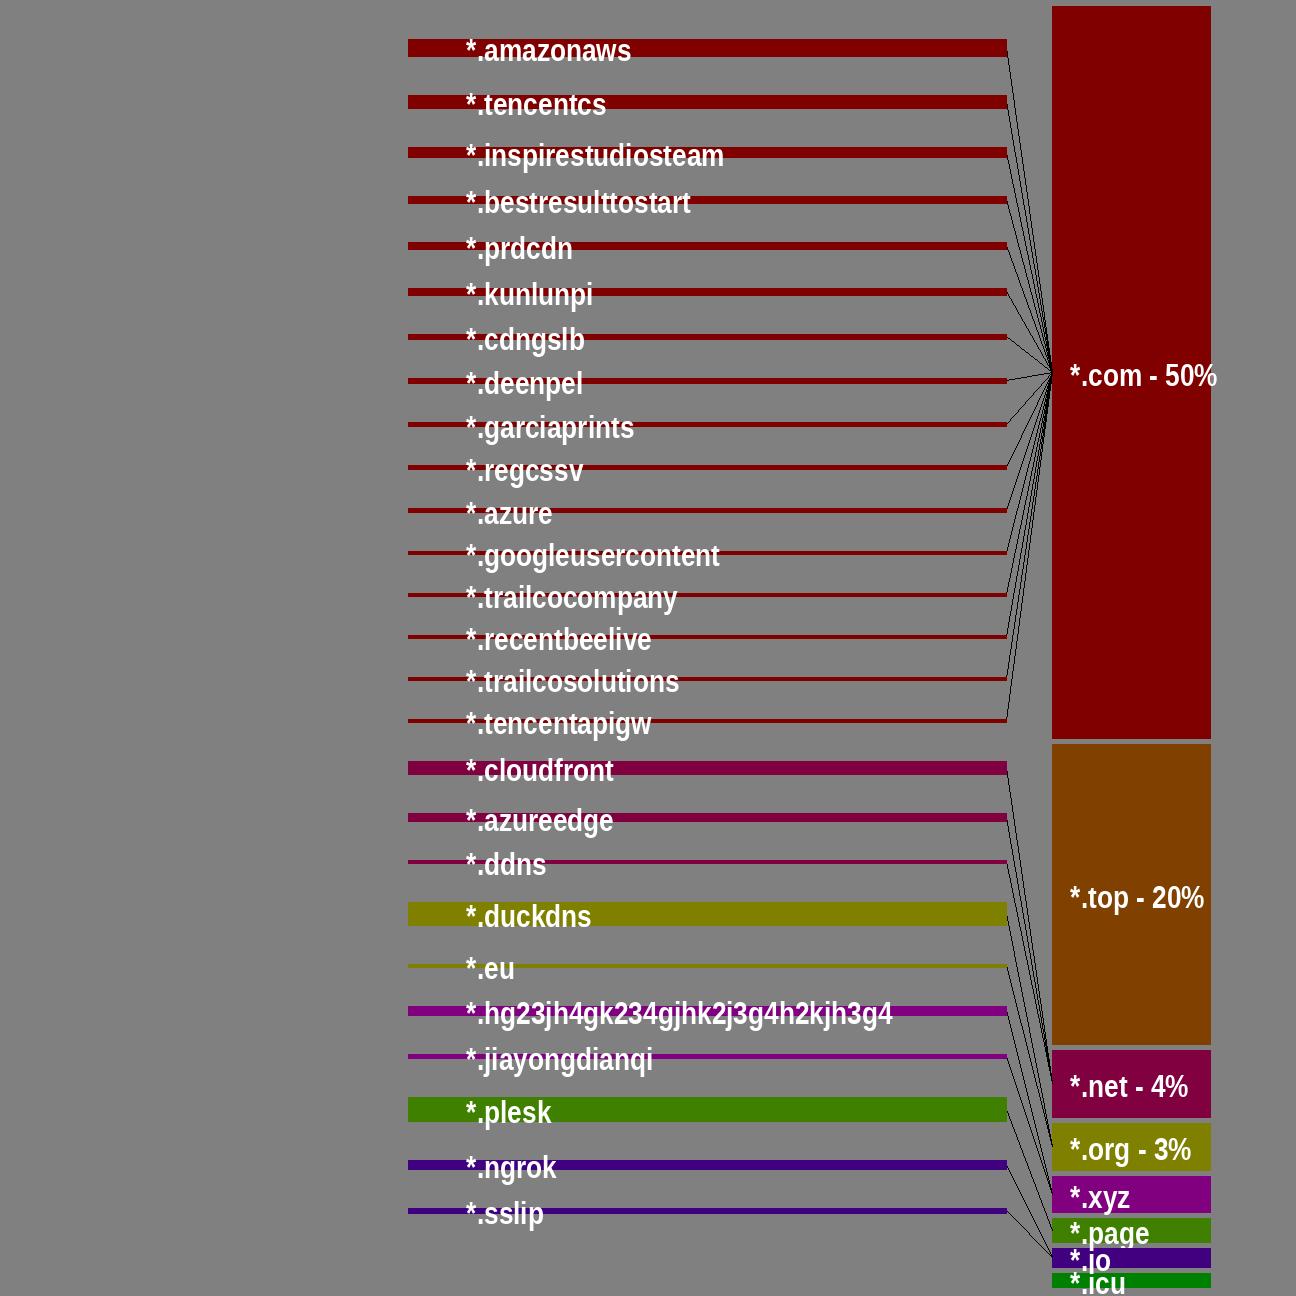 *.amazonaws
*.tencentcs
*.inspirestudiosteam
*.bestresulttostart
*.prdcdn
*.kunlunpi
*.cdngslb
*.deenpel
*.garciaprints
*.regcssv
*.azure
*.googleusercontent
*.trailcocompany
*.recentbeelive
*.trailcosolutions
*.tencentapigw
*.cloudfront
*.azureedge
*.ddns
*.duckdns
*.eu
*.hg23jh4gk234gjhk2j3g4h2kjh3g4
*.jiayongdianqi
*.plesk
*.ngrok
*.sslip
*.com - 50%
*.top - 20%
*.net - 4%
*.org - 3%
*.xyz
*.page
*.io
*.icu